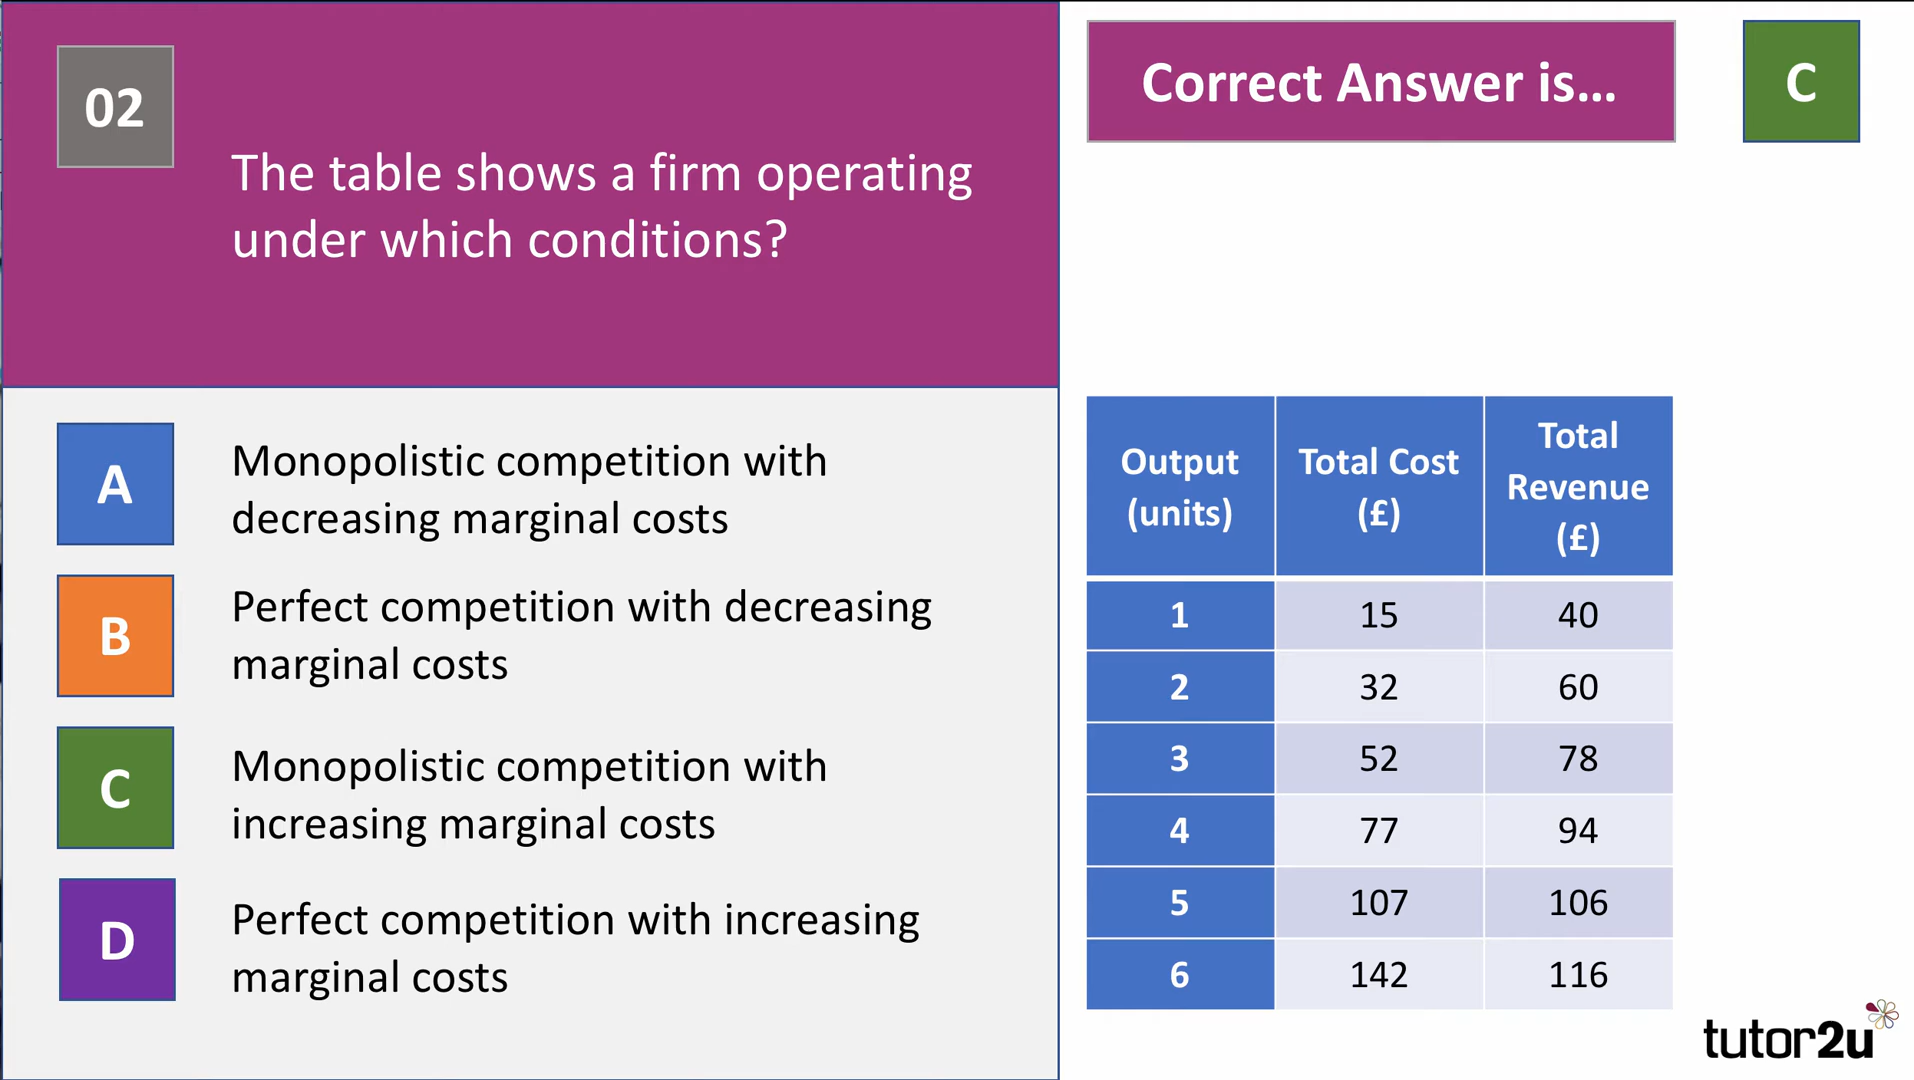 02
The table shows a firm operating
under which conditions?
A
Monopolistic competition with
decreasing marginal costs
B
Perfect competition with decreasing
marginal costs
C
Monopolistic competition with
increasing marginal costs
D
Perfect competition with increasing
marginal costs
Correct Answer is...
C
Output (units) Total Cost (£) Total Revenue (£)
1 15 40
2 32 60
3 52 78
4 77 94
5 107 106
6 142 116
tutor2u